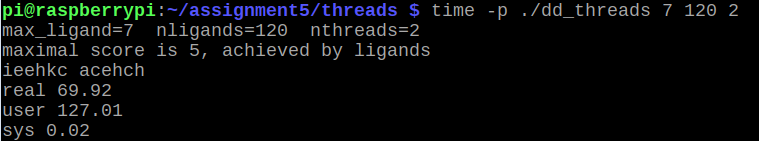 pi@raspberrypi:~/assignment5/threads $ time -p ./dd_threads 7 120 2
max_ligand=7  nligands=120  nthreads=2
maximal score is 5, achieved by ligands
ieehkc acehch
real 69.92
user 127.01
sys 0.02